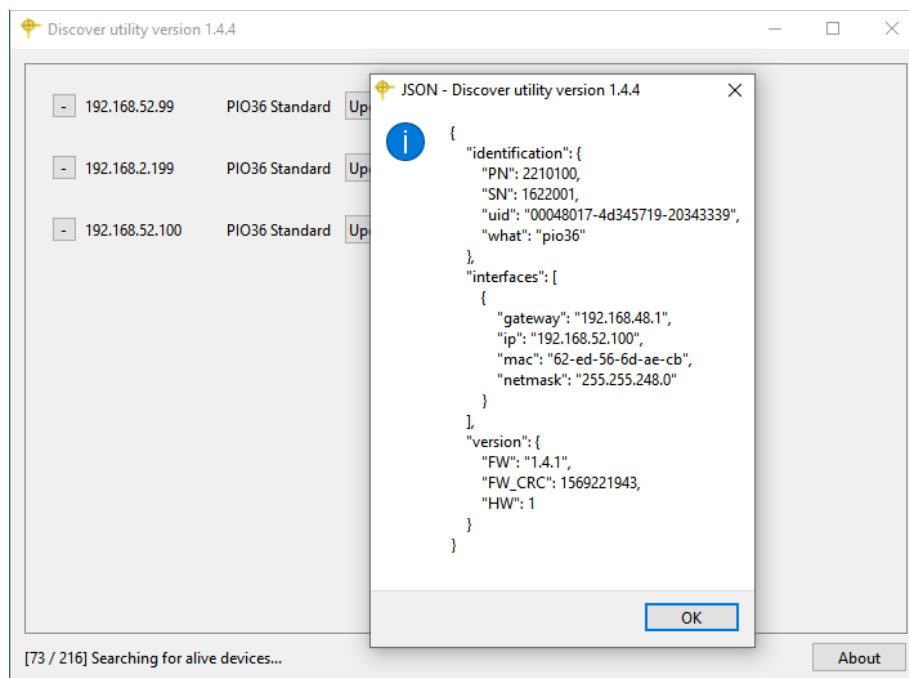 Discover utility version 1.4.4
- 192.168.52.99 PIO36 Standard
- 192.168.2.199 PIO36 Standard
- 192.168.52.100 PIO36 Standard
JSON - Discover utility version 1.4.4
{
"identification": {
"PN": 2210100,
"SN": 1622001,
"uid": "00048017-4d345719-20343339",
"what": "pio36"
},
"interfaces": [
{
"gateway": "192.168.48.1",
"ip": "192.168.52.100",
"mac": "62-ed-56-6d-ae-cb",
"netmask": "255.255.248.0"
}
],
"version": {
"FW": "1.4.1",
"FW_CRC": 1569221943,
"HW": 1
}
}
OK
[73 / 216] Searching for alive devices...
About